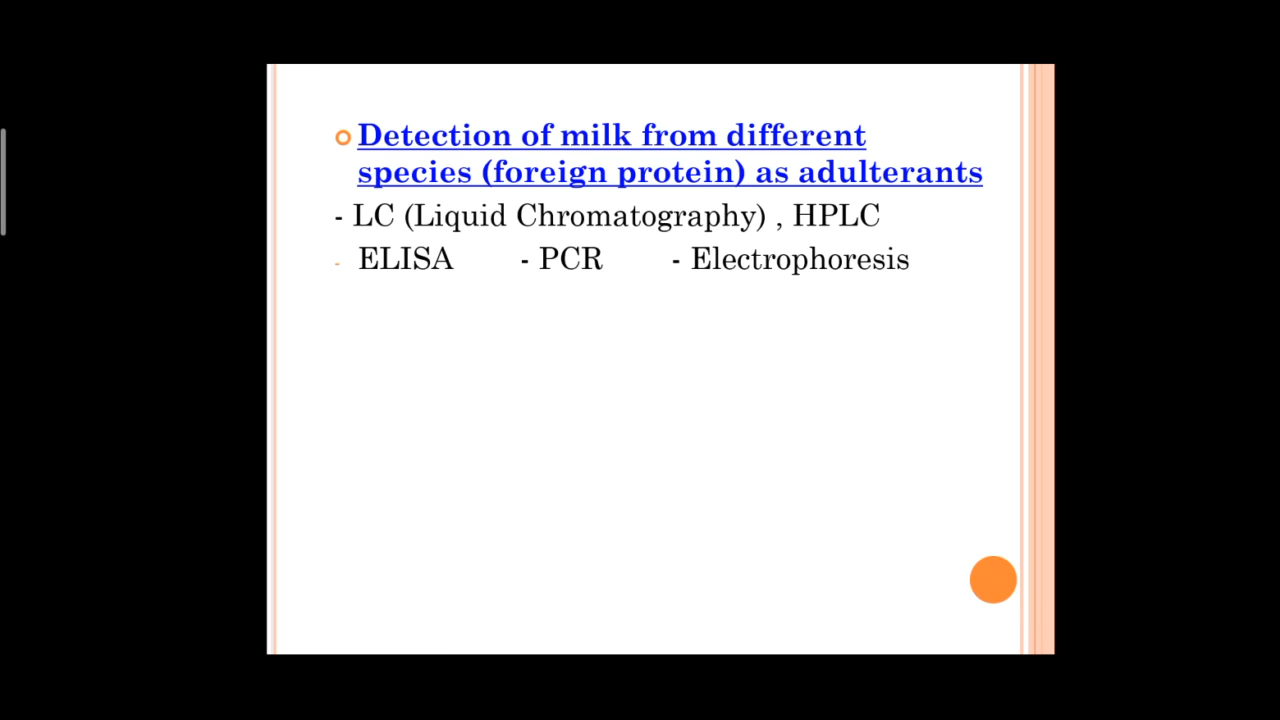 Detection of milk from different
species (foreign protein) as adulterants
- LC (Liquid Chromatography) , HPLC
- ELISA - PCR - Electrophoresis